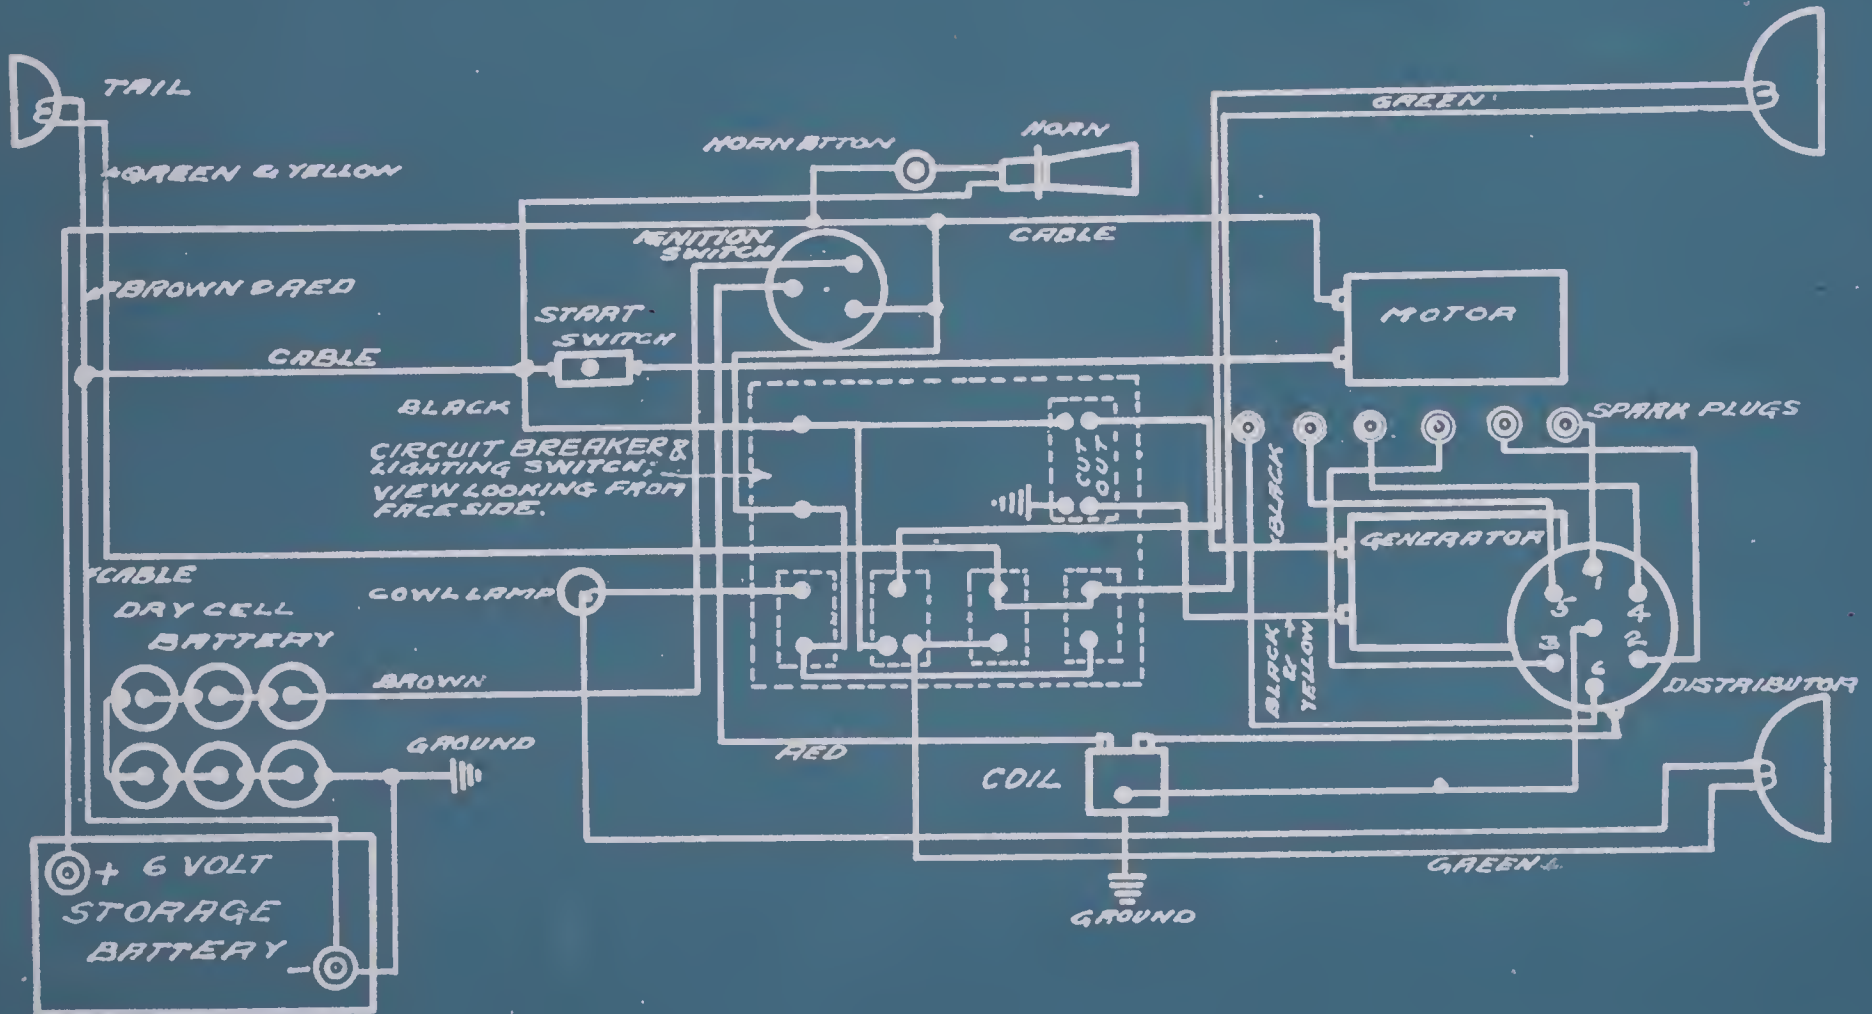 TAIL
GREEN & YELLOW
BROWN & RED
CABLE
HORN BTTON
HORN
IGNITION
SWITCH
CABLE
START
SWITCH
GREEN
MOTOR
BLACK
CIRCUIT BREAKER &
LIGHTING SWITCH;
VIEW LOOKING FROM
FACE SIDE.
CUT
OUT
SPARK PLUGS
BLACK
GENERATOR
CABLE
DRY CELL
BATTERY
COWL LAMP
BROWN
GROUND
RED
BLACK
&
YELLOW
1
5
4
3
2
6
DISTRIBUTOR
COIL
GROUND
GREEN
+ 6 VOLT
STORAGE
BATTERY -